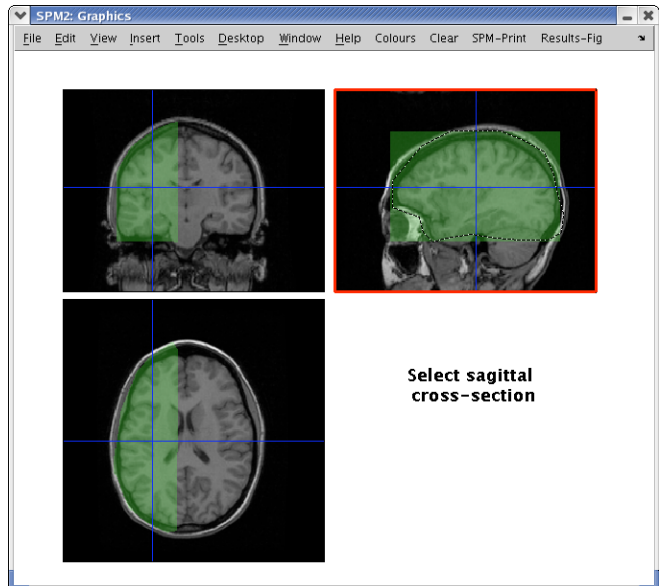 SPM2: Graphics
File Edit View Insert Tools Desktop Window Help Colours Clear SPM-Print Results-Fig
Select sagittal
cross-section